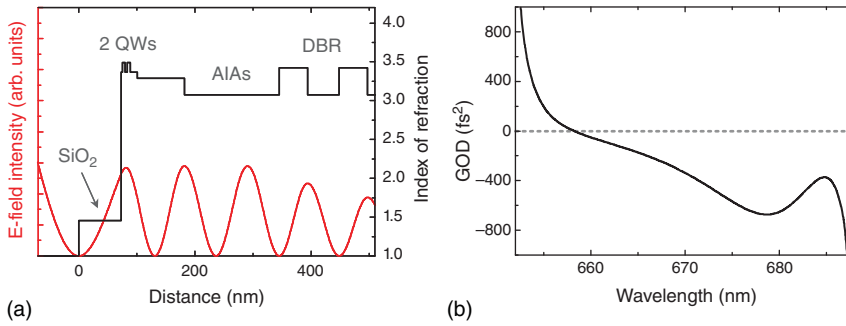 (a)
E-field intensity (arb. units)
2 QWs
DBR
AIAs
SiO₂
Index of refraction
4.0
3.5
3.0
2.5
2.0
1.5
1.0
0
200
400
Distance (nm)
(b)
GOD (fs²)
800
400
0
−400
−800
660
670
680
Wavelength (nm)